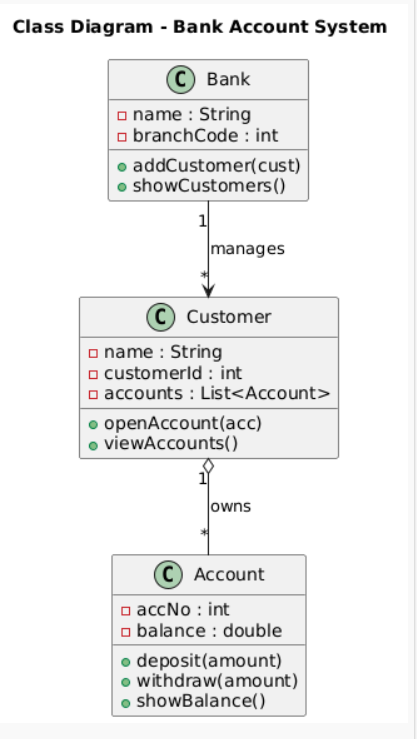 Class Diagram - Bank Account System
C Bank
name : String
branchCode : int
addCustomer(cust)
showCustomers()
1
manages
*
C Customer
name : String
customerId : int
accounts : List<Account>
openAccount(acc)
viewAccounts()
1
owns
*
C Account
accNo : int
balance : double
deposit(amount)
withdraw(amount)
showBalance()